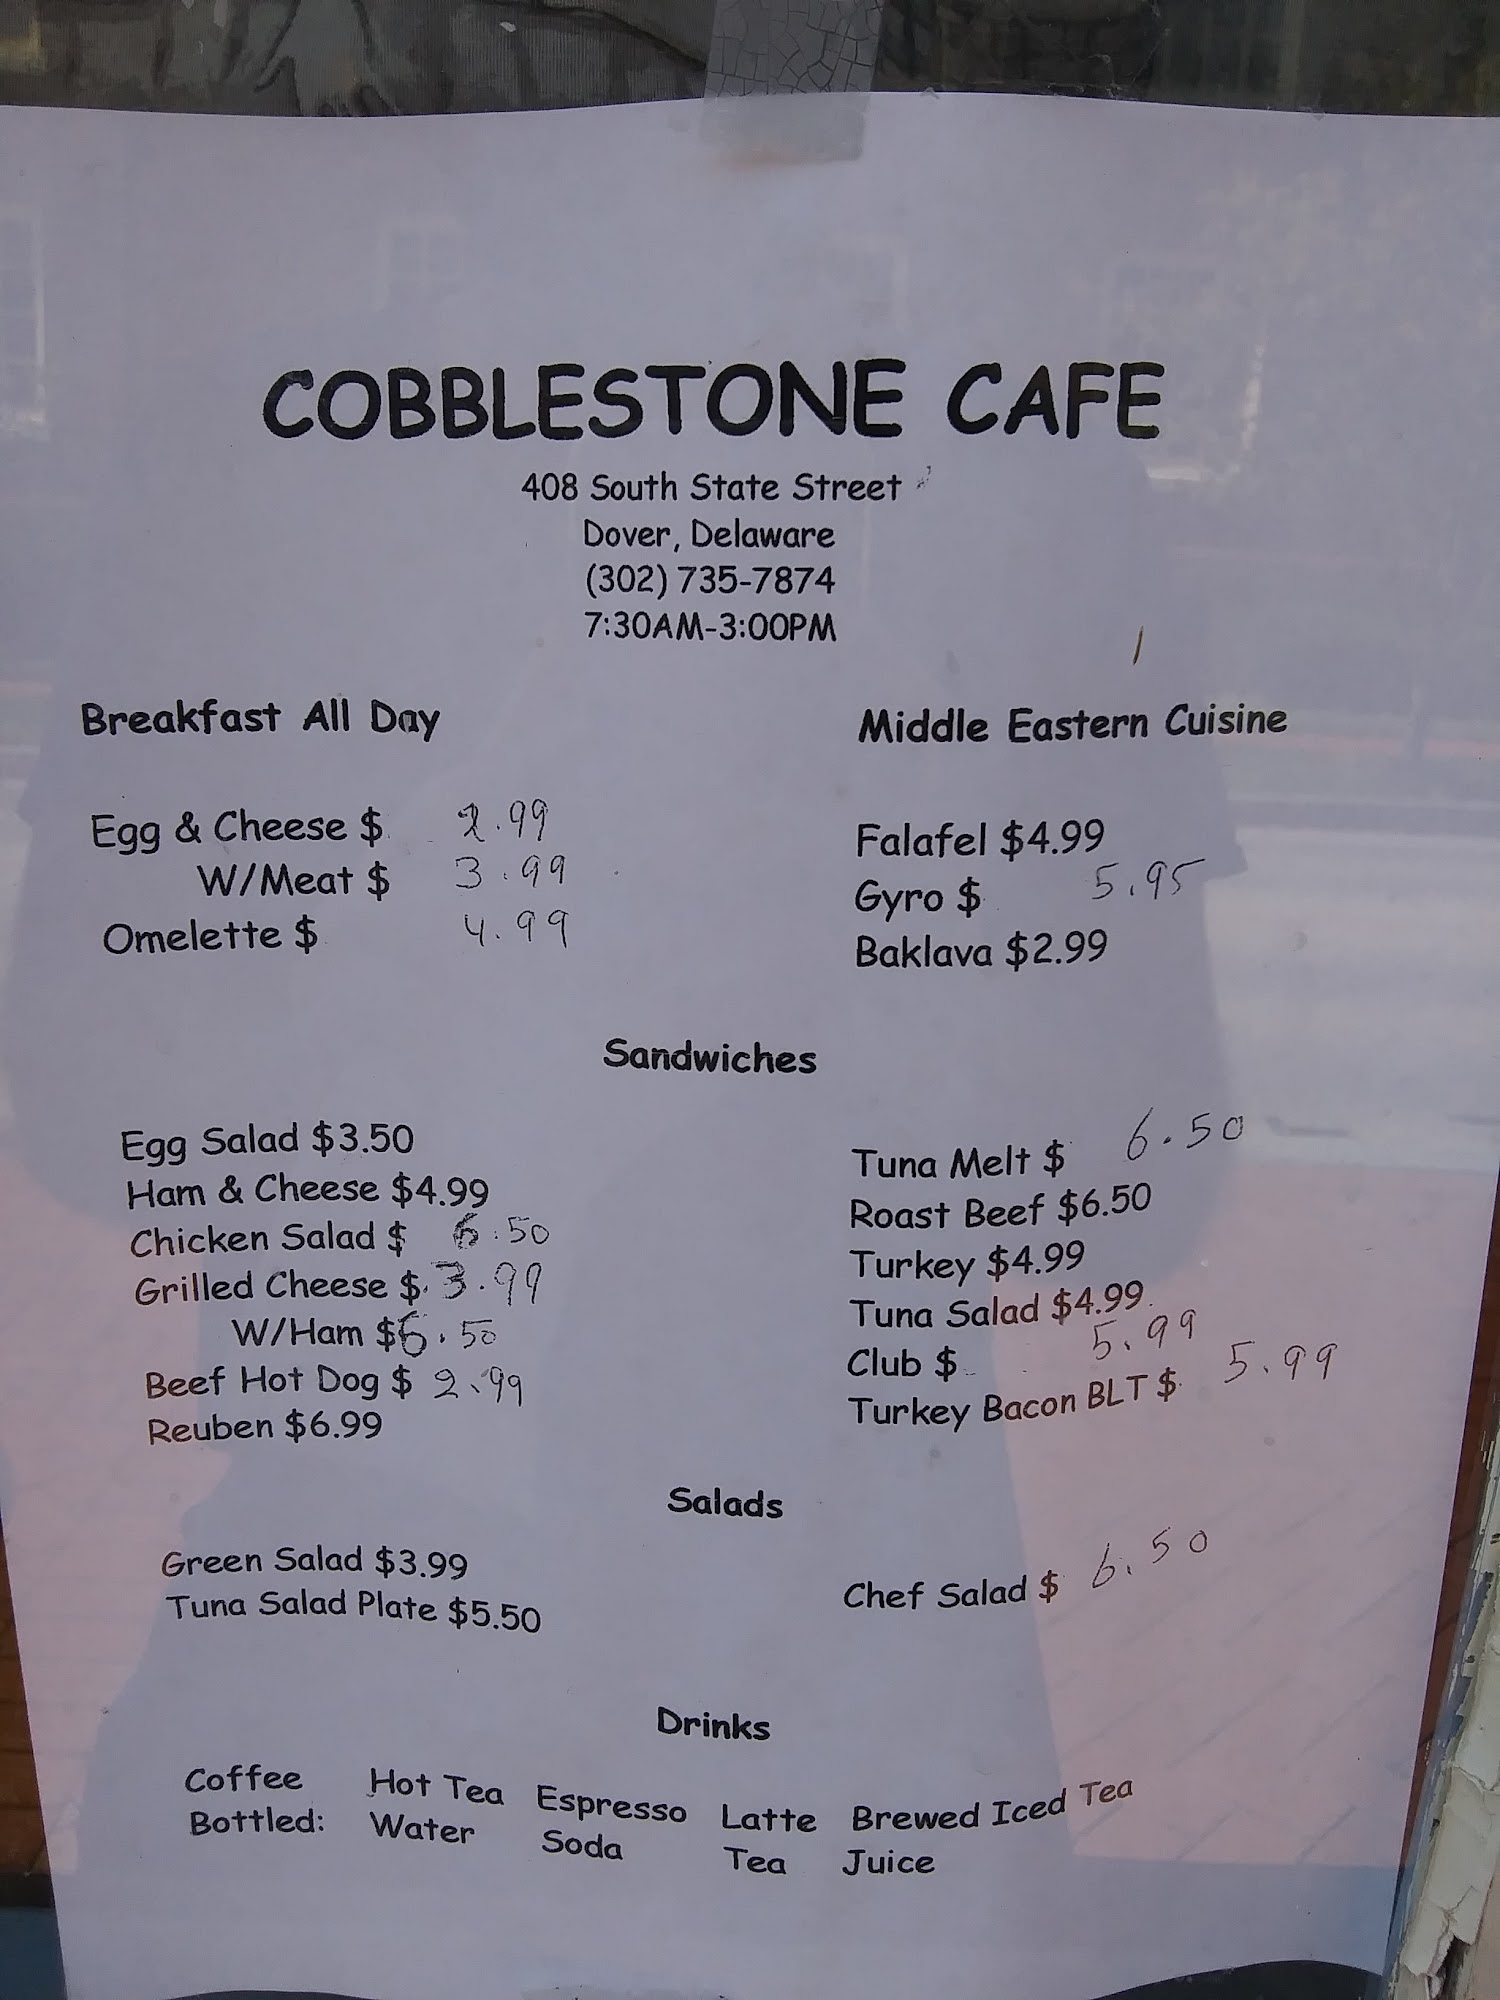 COBBLESTONE CAFE
408 South State Street
Dover, Delaware
(302) 735-7874
7:30AM-3:00PM
Breakfast All Day
Egg & Cheese $ 2.99
W/Meat $ 3.99
Omelette $ 4.99
Middle Eastern Cuisine
Falafel $4.99
Gyro $ 5.95
Baklava $2.99
Sandwiches
Egg Salad $3.50
Ham & Cheese $4.99
Chicken Salad $ 6.50
Grilled Cheese $ 3.99
W/Ham $6.50
Beef Hot Dog $ 2.99
Reuben $6.99
Tuna Melt $ 6.50
Roast Beef $6.50
Turkey $4.99
Tuna Salad $4.99
Club $ 5.99
Turkey Bacon BLT $ 5.99
Salads
Green Salad $3.99
Tuna Salad Plate $5.50
Chef Salad $ 6.50
Drinks
Coffee Hot Tea Espresso Latte Brewed Iced Tea
Bottled: Water Soda Tea Juice